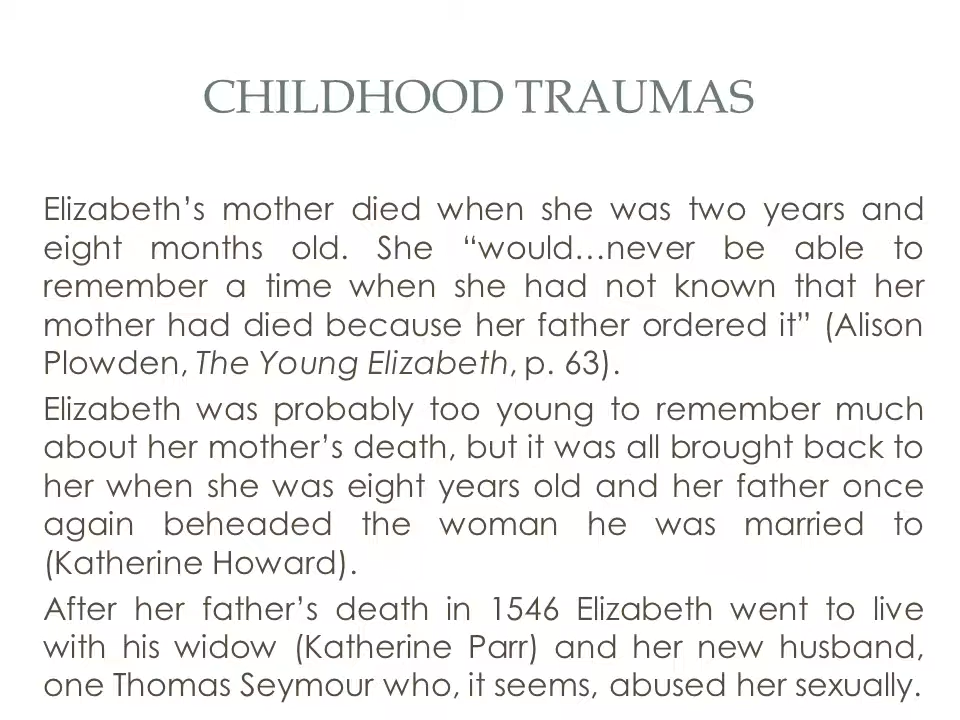 CHILDHOOD TRAUMAS
Elizabeth’s mother died when she was two years and
eight months old. She “would…never be able to
remember a time when she had not known that her
mother had died because her father ordered it” (Alison
Plowden, The Young Elizabeth, p. 63).
Elizabeth was probably too young to remember much
about her mother’s death, but it was all brought back to
her when she was eight years old and her father once
again beheaded the woman he was married to
(Katherine Howard).
After her father’s death in 1546 Elizabeth went to live
with his widow (Katherine Parr) and her new husband,
one Thomas Seymour who, it seems, abused her sexually.